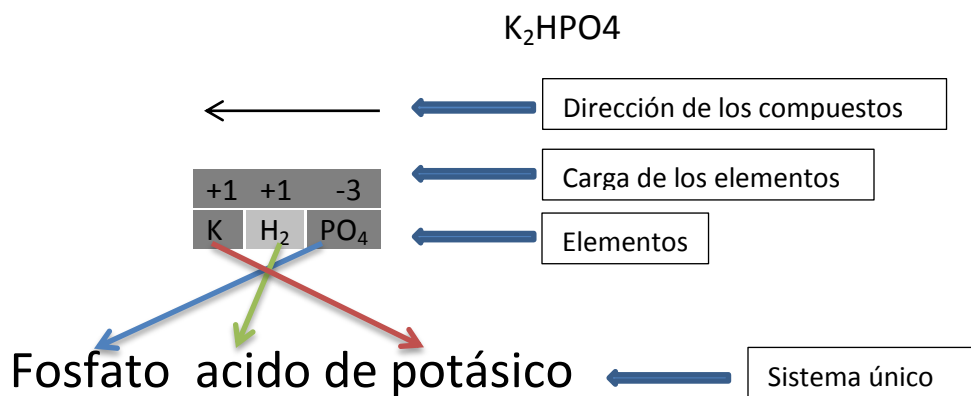 K₂HPO4
Dirección de los compuestos
+1 +1 -3
Carga de los elementos
K H₂ PO₄
Elementos
Fosfato acido de potásico
Sistema único